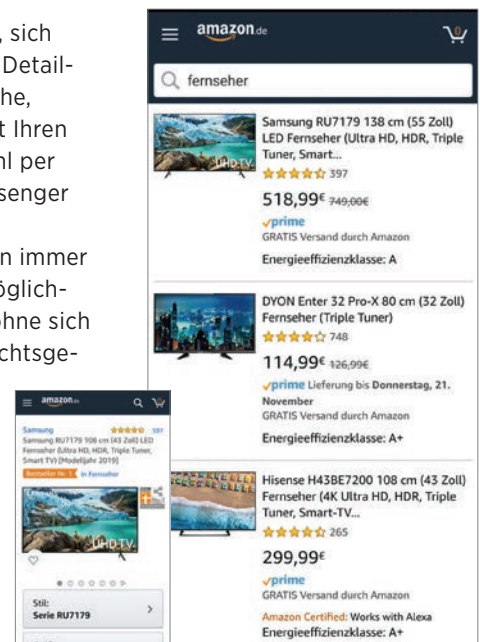 , sich
Detail-
he,
t Ihren
hl per
senger
n immer
öglich-
ohne sich
chtsge-
amazon.de
0
fernseher
Samsung RU7179 138 cm (55 Zoll)
LED Fernseher (Ultra HD, HDR, Triple
Tuner, Smart...
397
518,99€ 749,00€
prime
GRATIS Versand durch Amazon
Energieeffizienzklasse: A
UHD TV
DYON Enter 32 Pro-X 80 cm (32 Zoll)
Fernseher (Triple Tuner)
748
114,99€ 126,99€
prime Lieferung bis Donnerstag, 21.
November
GRATIS Versand durch Amazon
Energieeffizienzklasse: A+
Hisense H43BE7200 108 cm (43 Zoll)
Fernseher (4K Ultra HD, HDR, Triple
Tuner, Smart-TV...
265
299,99€
prime
GRATIS Versand durch Amazon
Amazon Certified: Works with Alexa
Energieeffizienzklasse: A+
amazon.de
Samsung
597
Samsung RU7179 108 cm (43 Zoll) LED
Fernseher (Ultra HD, HDR, Triple Tuner,
Smart TV) [Modelljahr 2019]
Bestseller Nr. 1 in Fernseher
UHD TV
Stil:
Serie RU7179